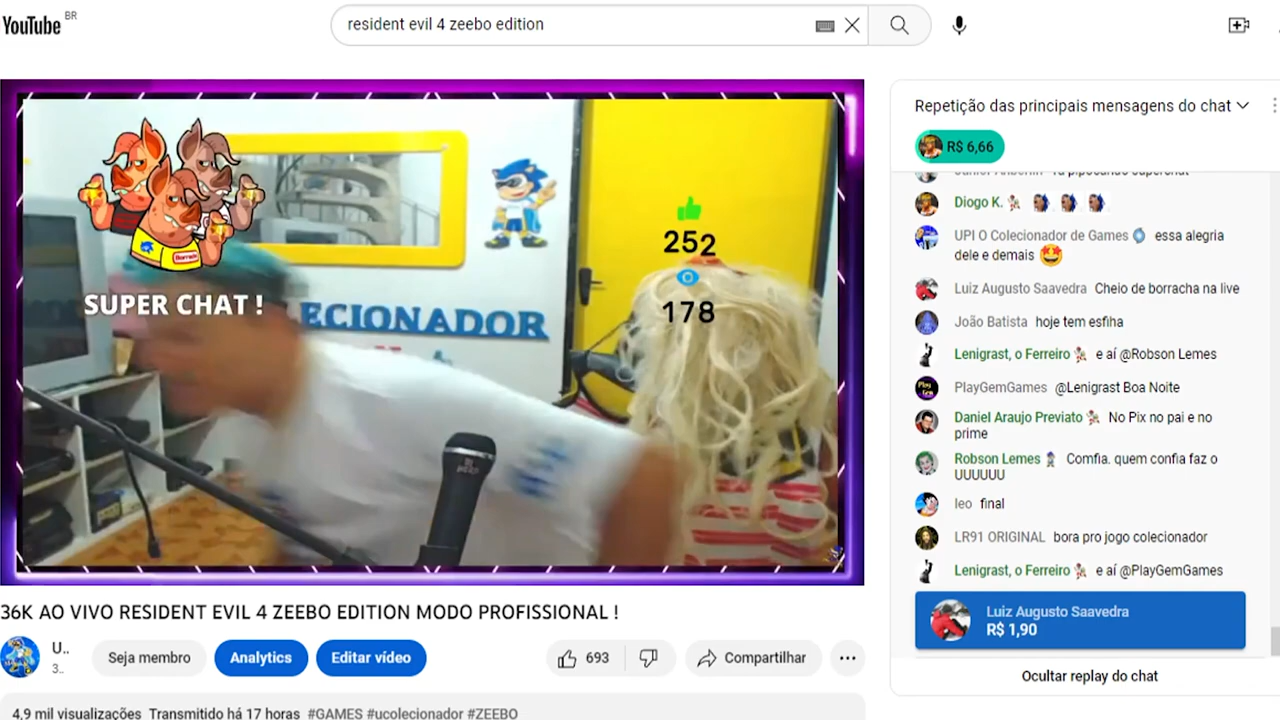 YouTube BR
resident evil 4 zeebo edition
Repetição das principais mensagens do chat
R$ 6,66
Diogo K.
UPI O Colecionador de Games essa alegria
dele e demais
Luiz Augusto Saavedra Cheio de borracha na live
João Batista hoje tem esfiha
Lenigrast, o Ferreiro e aí @Robson Lemes
PlayGemGames @Lenigrast Boa Noite
Daniel Araujo Previato No Pix no pai e no
prime
Robson Lemes Comfia. quem confia faz o
UUUUUU
leo final
LR91 ORIGINAL bora pro jogo colecionador
Lenigrast, o Ferreiro e aí @PlayGemGames
Luiz Augusto Saavedra
R$ 1,90
Ocultar replay do chat
252
178
SUPER CHAT !
ECIONADOR
36K AO VIVO RESIDENT EVIL 4 ZEEBO EDITION MODO PROFISSIONAL !
U..
3..
Seja membro
Analytics
Editar vídeo
693
Compartilhar
4,9 mil visualizações Transmitido há 17 horas #GAMES #ucolecionador #ZEEBO